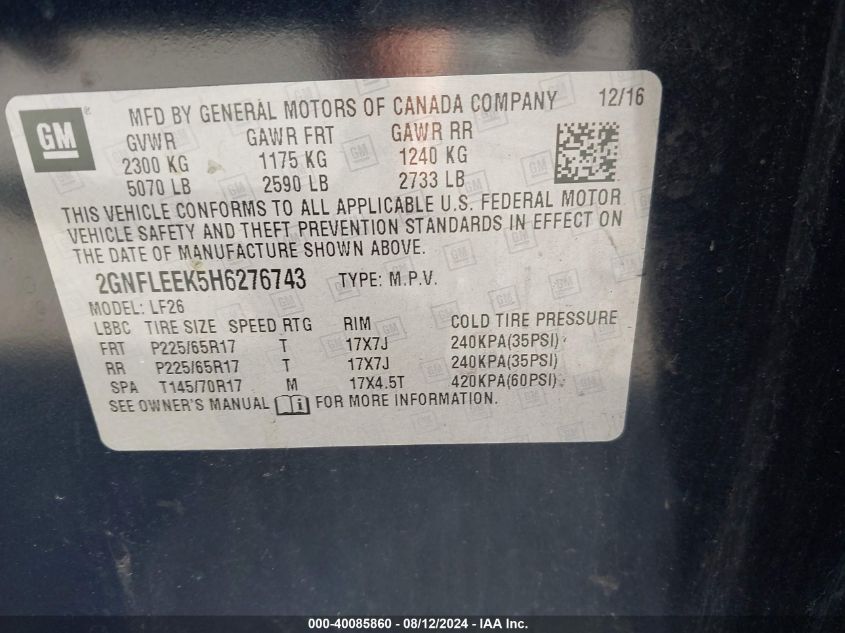 GM ® MFD BY GENERAL MOTORS OF CANADA COMPANY 12/16
GVWR GAWR FRT GAWR RR
2300 KG 1175 KG 1240 KG
5070 LB 2590 LB 2733 LB
THIS VEHICLE CONFORMS TO ALL APPLICABLE U.S. FEDERAL MOTOR
VEHICLE SAFETY AND THEFT PREVENTION STANDARDS IN EFFECT ON
THE DATE OF MANUFACTURE SHOWN ABOVE.
2GNFLEEK5H6276743 TYPE: M.P.V.
MODEL: LF26
LBBC TIRE SIZE SPEED RTG RIM COLD TIRE PRESSURE
FRT P225/65R17 T 17X7J 240KPA(35PSI)
RR P225/65R17 T 17X7J 240KPA(35PSI)
SPA T145/70R17 M 17X4.5T 420KPA(60PSI)
SEE OWNER'S MANUAL FOR MORE INFORMATION.
000-40085860 - 08/12/2024 - IAA Inc.